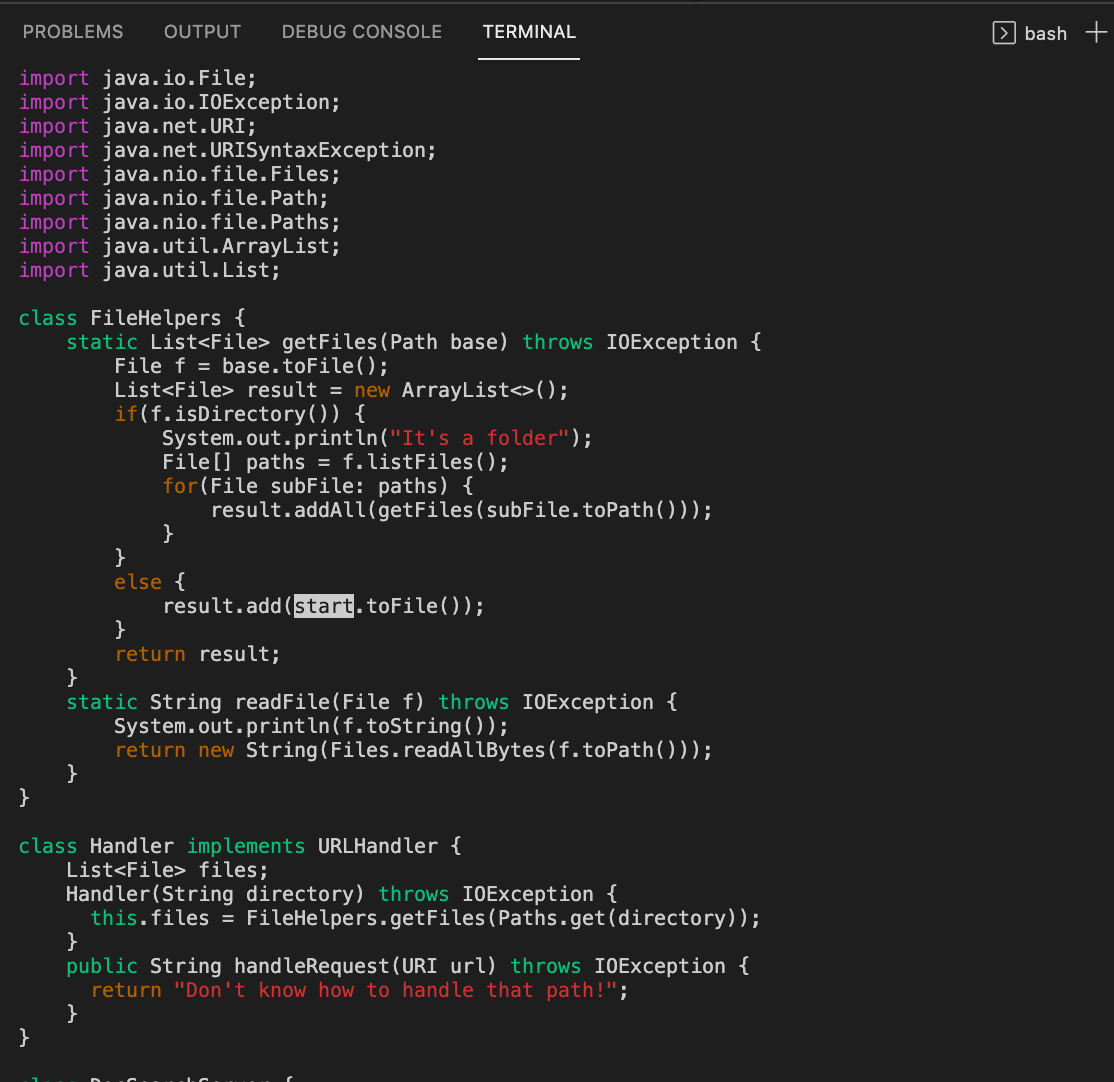 PROBLEMS OUTPUT DEBUG CONSOLE TERMINAL bash
import java.io.File;
import java.io.IOException;
import java.net.URI;
import java.net.URISyntaxException;
import java.nio.file.Files;
import java.nio.file.Path;
import java.nio.file.Paths;
import java.util.ArrayList;
import java.util.List;

class FileHelpers {
    static List<File> getFiles(Path base) throws IOException {
        File f = base.toFile();
        List<File> result = new ArrayList<>();
        if(f.isDirectory()) {
            System.out.println("It's a folder");
            File[] paths = f.listFiles();
            for(File subFile: paths) {
                result.addAll(getFiles(subFile.toPath()));
            }
        }
        else {
            result.add(start.toFile());
        }
        return result;
    }
    static String readFile(File f) throws IOException {
        System.out.println(f.toString());
        return new String(Files.readAllBytes(f.toPath()));
    }
}

class Handler implements URLHandler {
    List<File> files;
    Handler(String directory) throws IOException {
      this.files = FileHelpers.getFiles(Paths.get(directory));
    }
    public String handleRequest(URI url) throws IOException {
      return "Don't know how to handle that path!";
    }
}

class DocSearchServer {